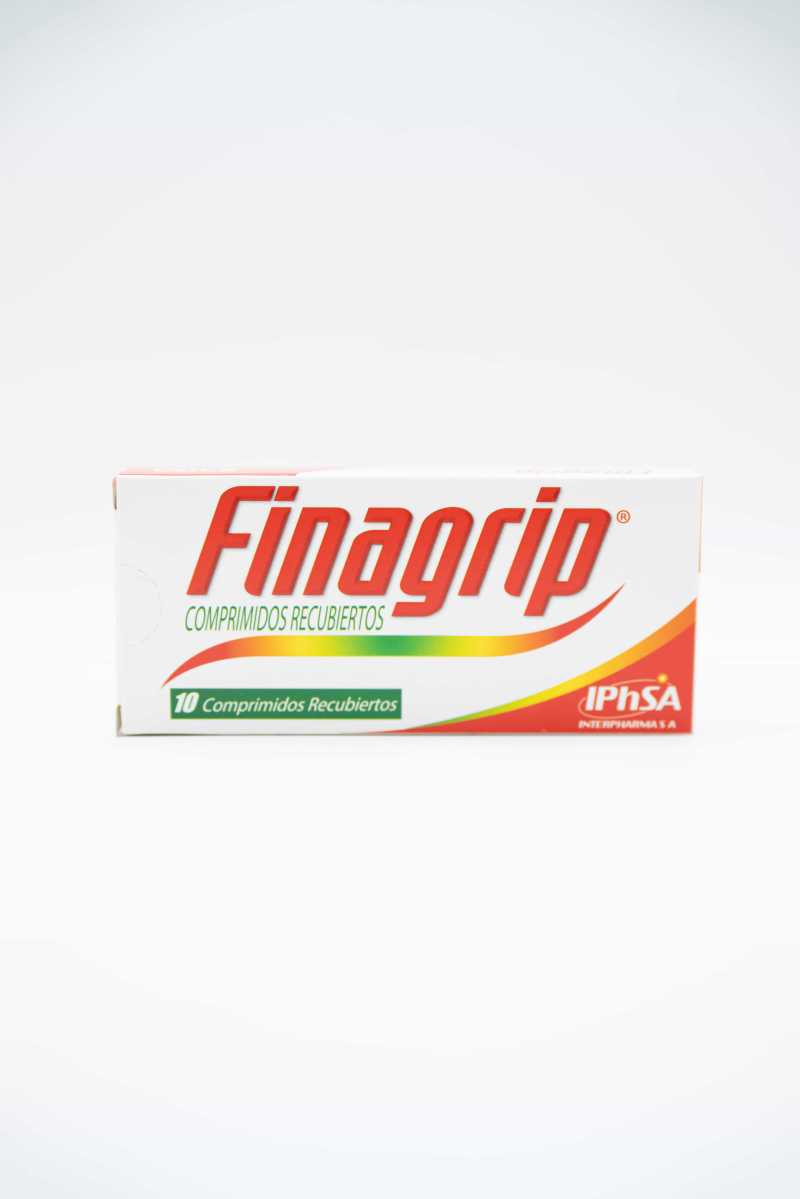 Finagrip®
COMPRIMIDOS RECUBIERTOS
10 Comprimidos Recubiertos
IPhSA
INTERPHARMA S A